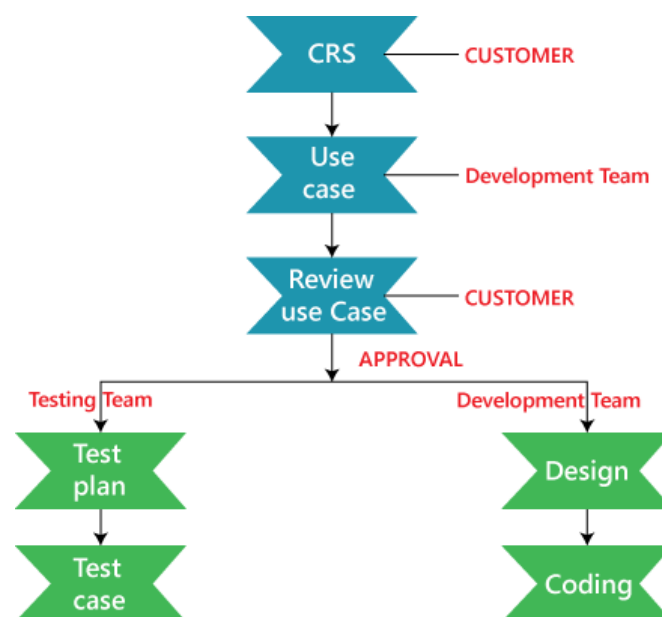 CRS
CUSTOMER
Use
case
Development Team
Review
use Case
CUSTOMER
APPROVAL
Testing Team
Development Team
Test
plan
Design
Test
case
Coding